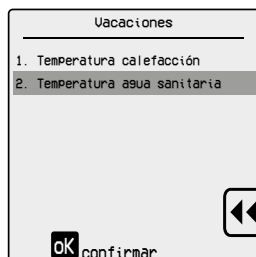 Vacaciones
1. Temperatura calefacción
2. Temperatura agua sanitaria
oK confirmar